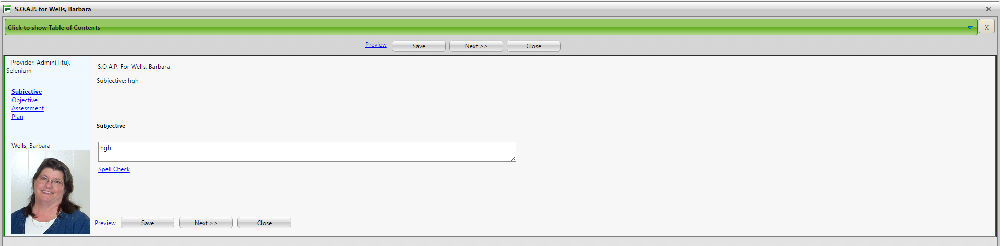 S.O.A.P. for Wells, Barbara
Click to show Table of Contents
X
Preview Save Next >> Close
Provider: Admin(Titu),
Selenium
S.O.A.P. For Wells, Barbara
Subjective: hgh
Subjective
Objective
Assessment
Plan
Subjective
Wells, Barbara
hgh
Spell Check
Preview Save Next >> Close